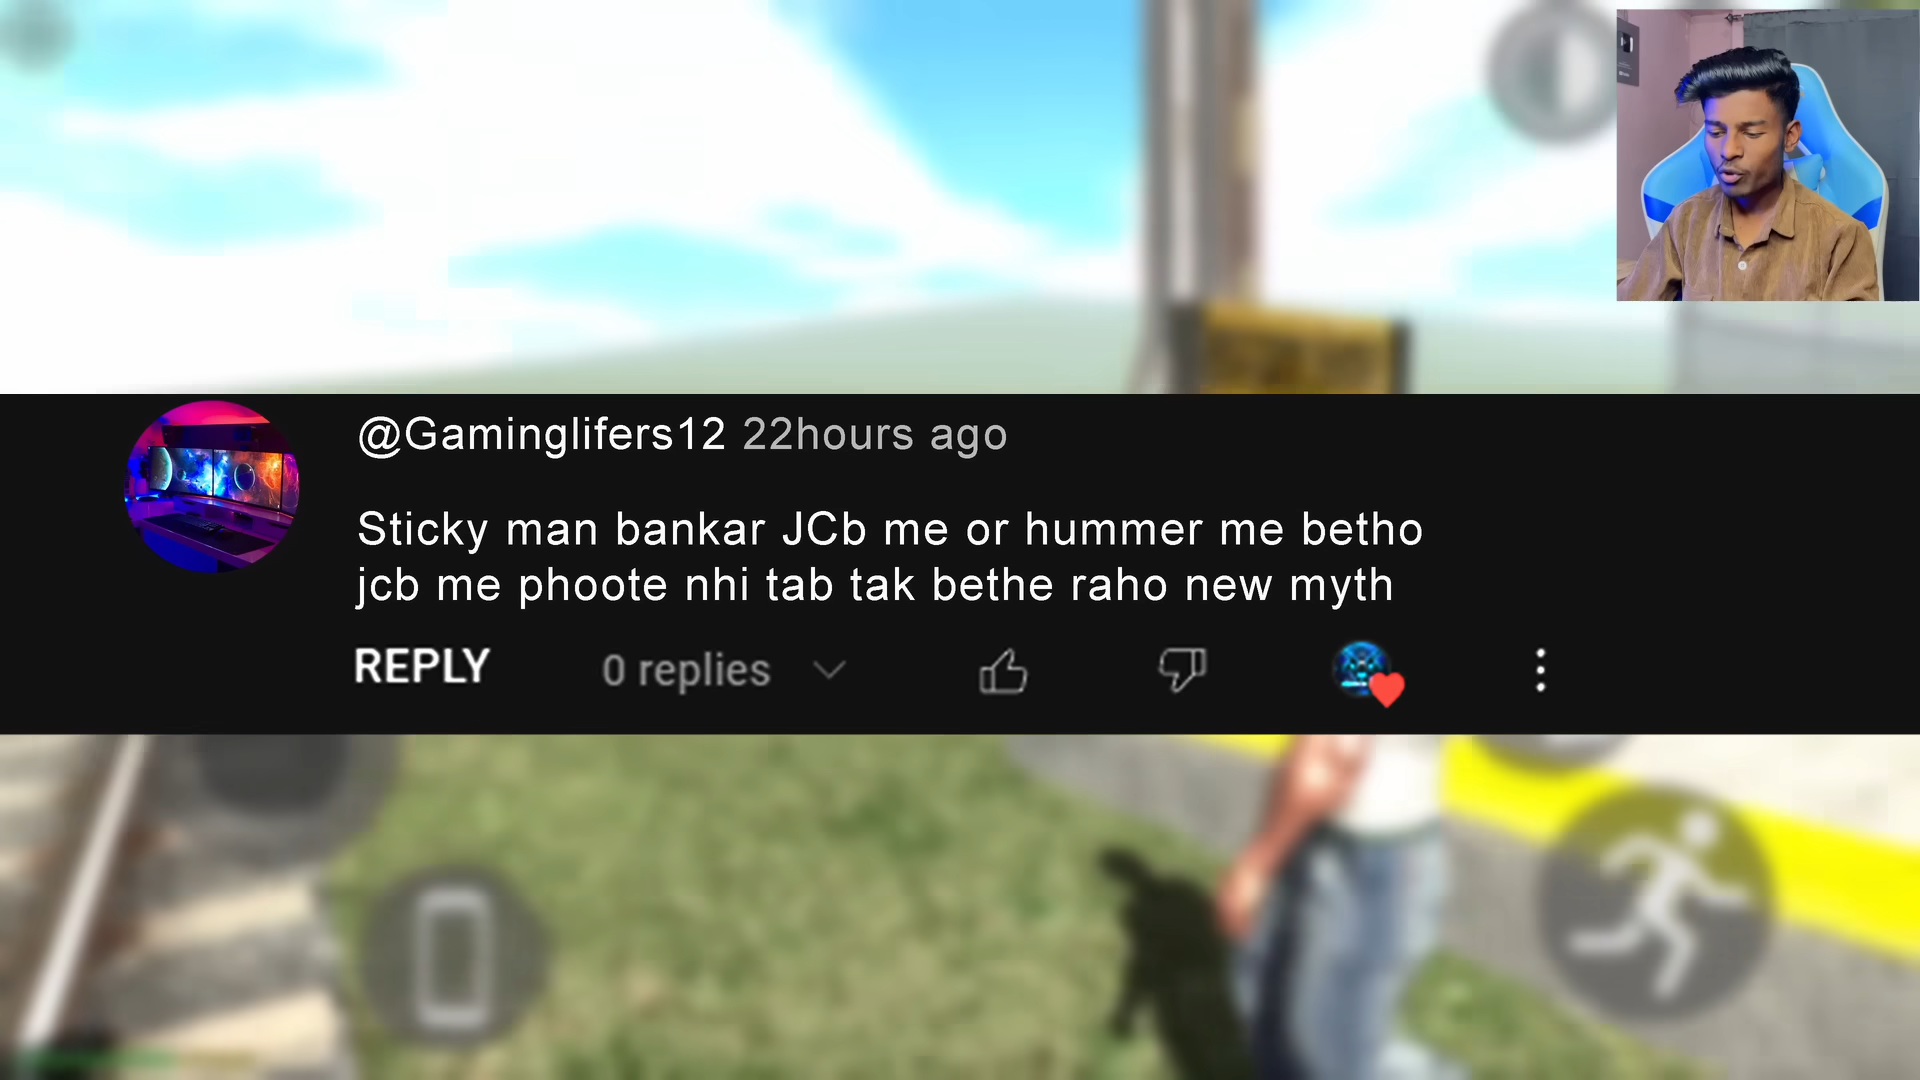 @Gaminglifers12 22hours ago
Sticky man bankar JCb me or hummer me betho
jcb me phoote nhi tab tak bethe raho new myth
REPLY 0 replies